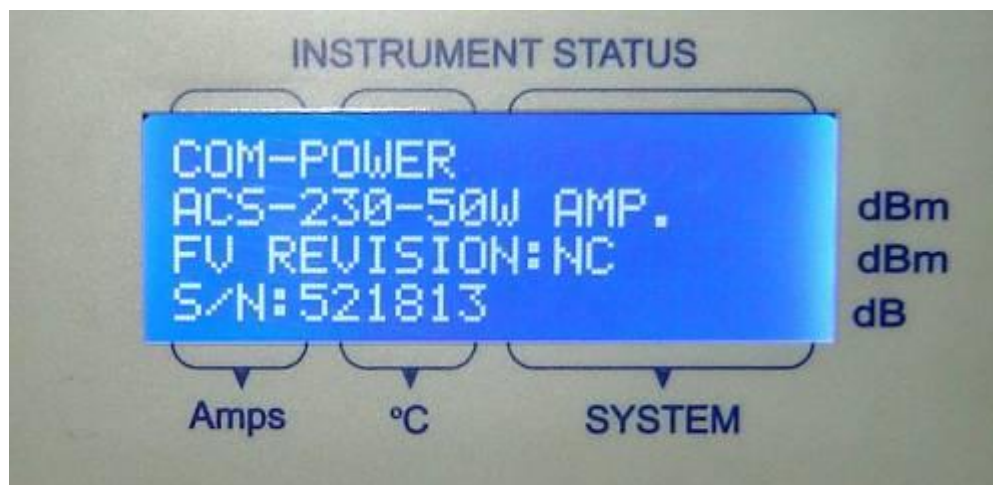 INSTRUMENT STATUS
COM-POWER
ACS-230-50W AMP.
dBm
FV REVISION:NC
dBm
S/N:521813
dB
Amps
ºC
SYSTEM